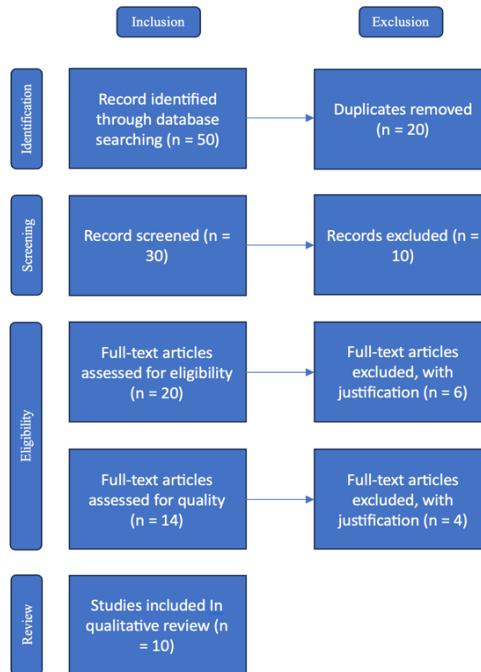 Inclusion
Exclusion
Identification
Record identified
through database
searching (n = 50)
Duplicates removed
(n = 20)
Screening
Record screened (n =
30)
Records excluded (n =
10)
Eligibility
Full-text articles
assessed for eligibility
(n = 20)
Full-text articles
excluded, with
justification (n = 6)
Full-text articles
assessed for quality
(n = 14)
Full-text articles
excluded, with
justification (n = 4)
Review
Studies included In
qualitative review (n
= 10)